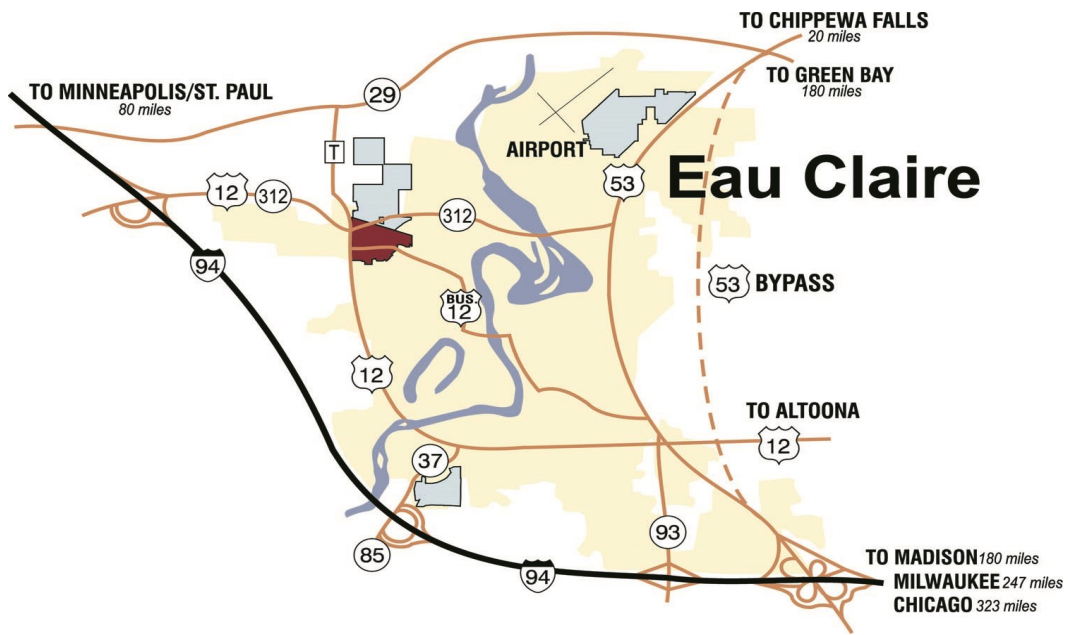 TO CHIPPEWA FALLS
20 miles
TO GREEN BAY
180 miles
TO MINNEAPOLIS/ST. PAUL
80 miles
29
T
AIRPORT
53
Eau Claire
12
312
312
94
53 BYPASS
BUS.
12
12
TO ALTOONA
12
37
93
85
94
TO MADISON 180 miles
MILWAUKEE 247 miles
CHICAGO 323 miles